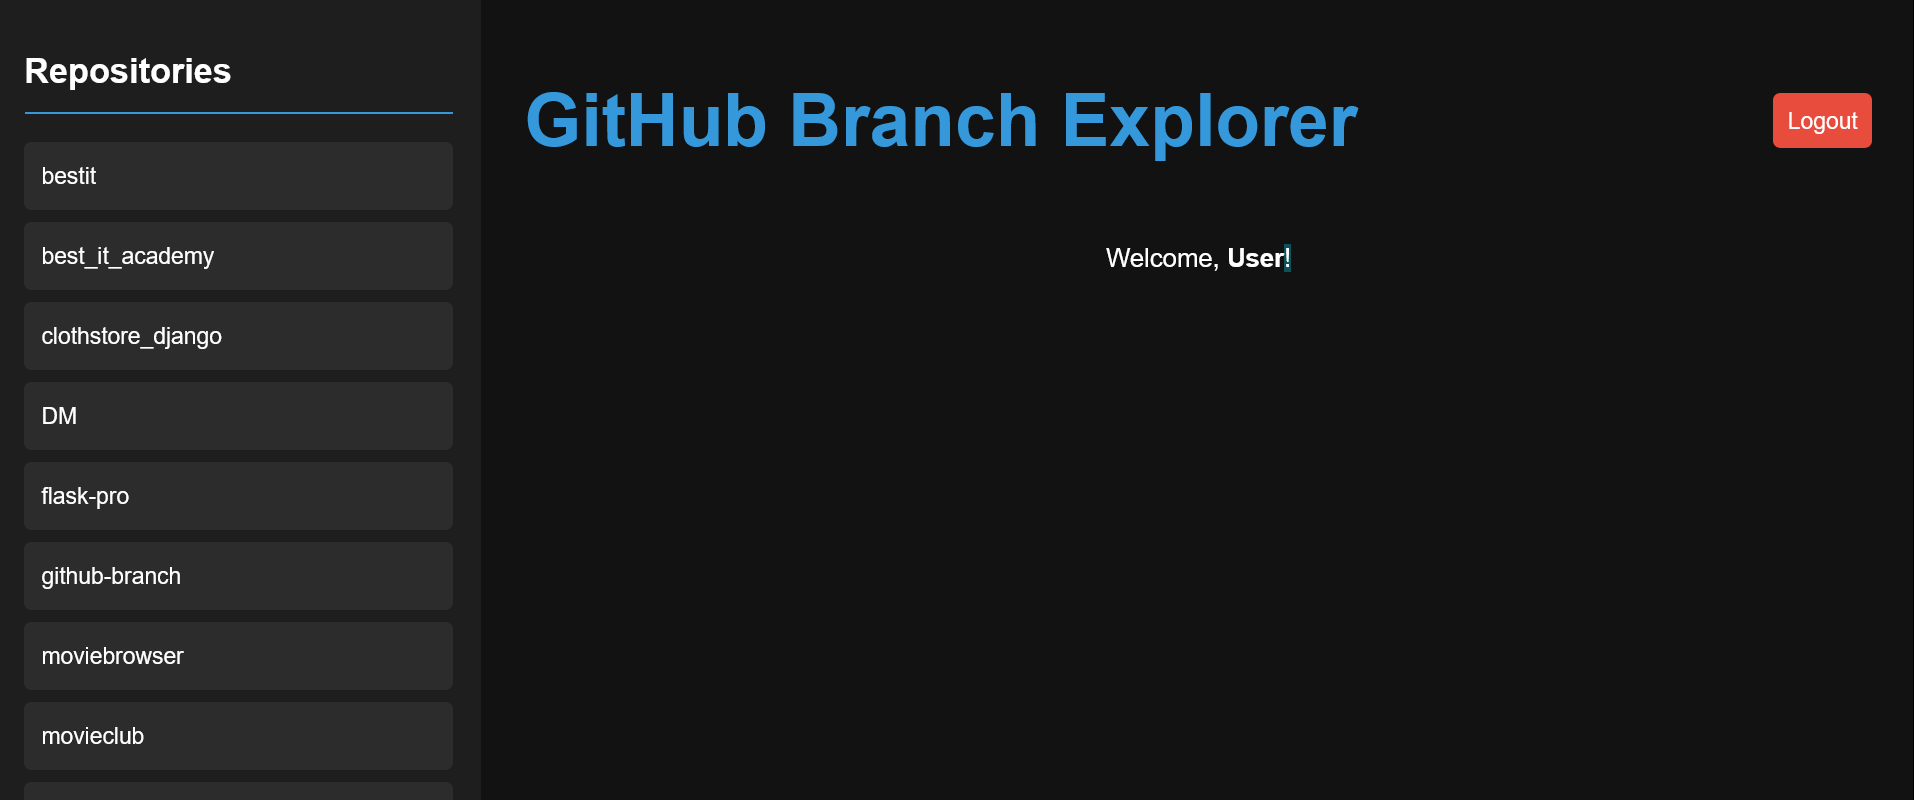 Repositories
bestit
best_it_academy
clothstore_django
DM
flask-pro
github-branch
moviebrowser
movieclub
GitHub Branch Explorer
Logout
Welcome, User!